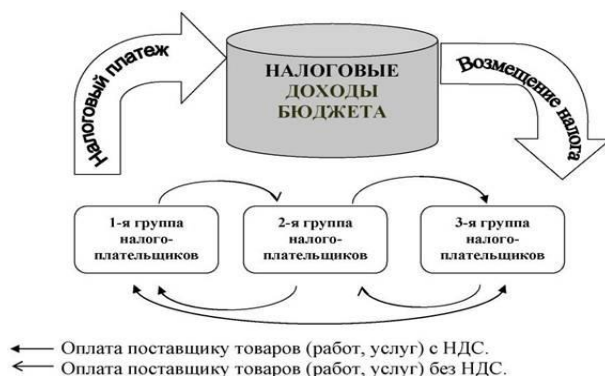 Налоговый платеж
НАЛОГОВЫЕ
ДОХОДЫ
БЮДЖЕТА
Возмещение налога
1-я группа
налого-
плательщиков
2-я группа
налого-
плательщиков
3-я группа
налого-
плательщиков
Оплата поставщику товаров (работ, услуг) с НДС.
Оплата поставщику товаров (работ, услуг) без НДС.